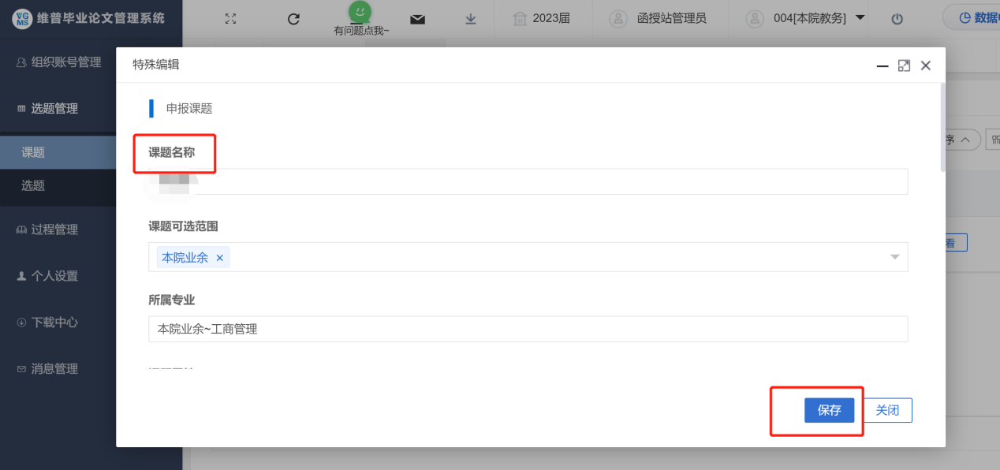 VG
MS
维普毕业论文管理系统
有问题点我~
2023届
函授站管理员
004[本院教务]
数据
组织账号管理
选题管理
课题
选题
过程管理
个人设置
下载中心
消息管理
特殊编辑
申报课题
课题名称
课题可选范围
本院业余 ×
所属专业
本院业余~工商管理
保存
关闭
序
看